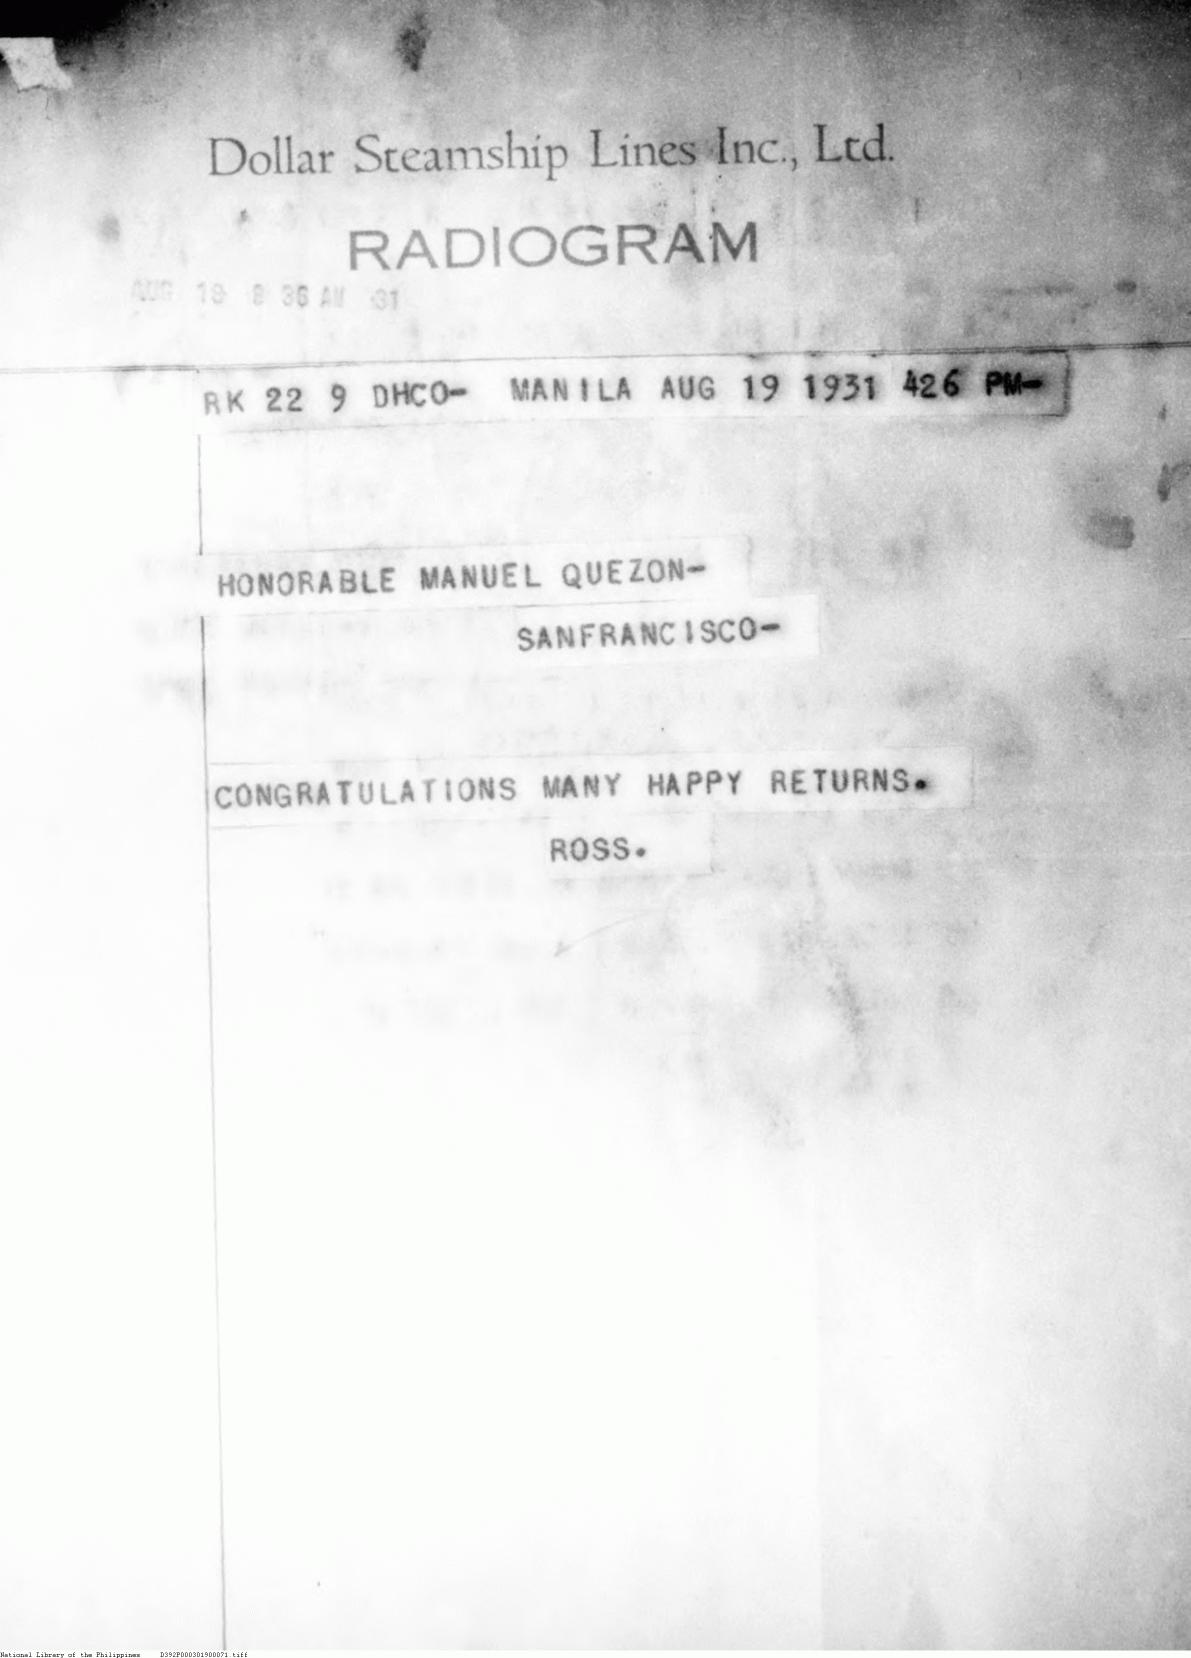 Dollar Steamship Lines Inc., Ltd.
RADIOGRAM
AUG 19 8 36 AM 31
RK 22 9 DHCO- MANILA AUG 19 1931 426 PM-
HONORABLE MANUEL QUEZON-
SANFRANCISCO-
CONGRATULATIONS MANY HAPPY RETURNS.
ROSS.
National Library of the Philippines D392P000301900071.tiff